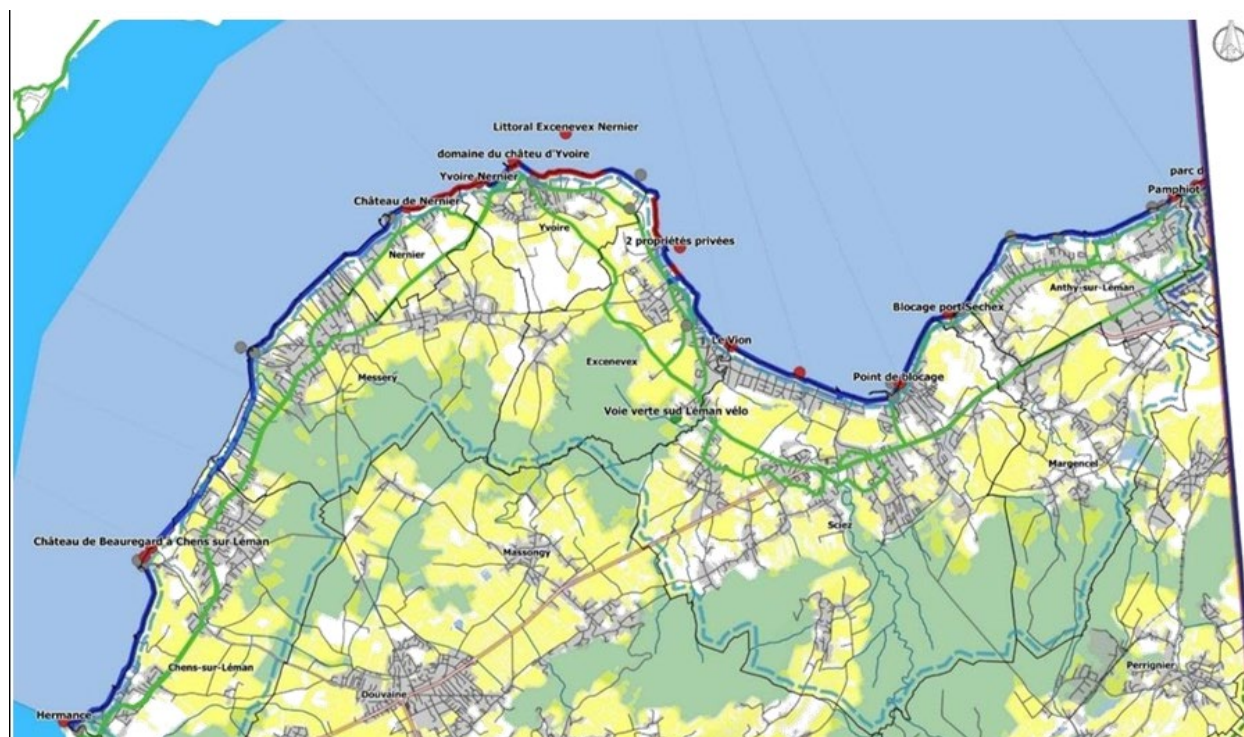 Littoral Excenevex Nernier
domaine du châteu d'Yvoire
parc d
Yvoire Nernier
Pamphiot
Château de Nernier
Yvoire
2 propriétés privées
Nernier
Anthy-sur-Léman
Blocage port Sechex
Le Vion
Excenevex
Messery
Point de blocage
Voie verte sud Léman vélo
Margencel
Sciez
Château de Beauregard à Chens sur Léman
Massongy
Chens-sur-Léman
Perrignier
Douvaine
Hermance